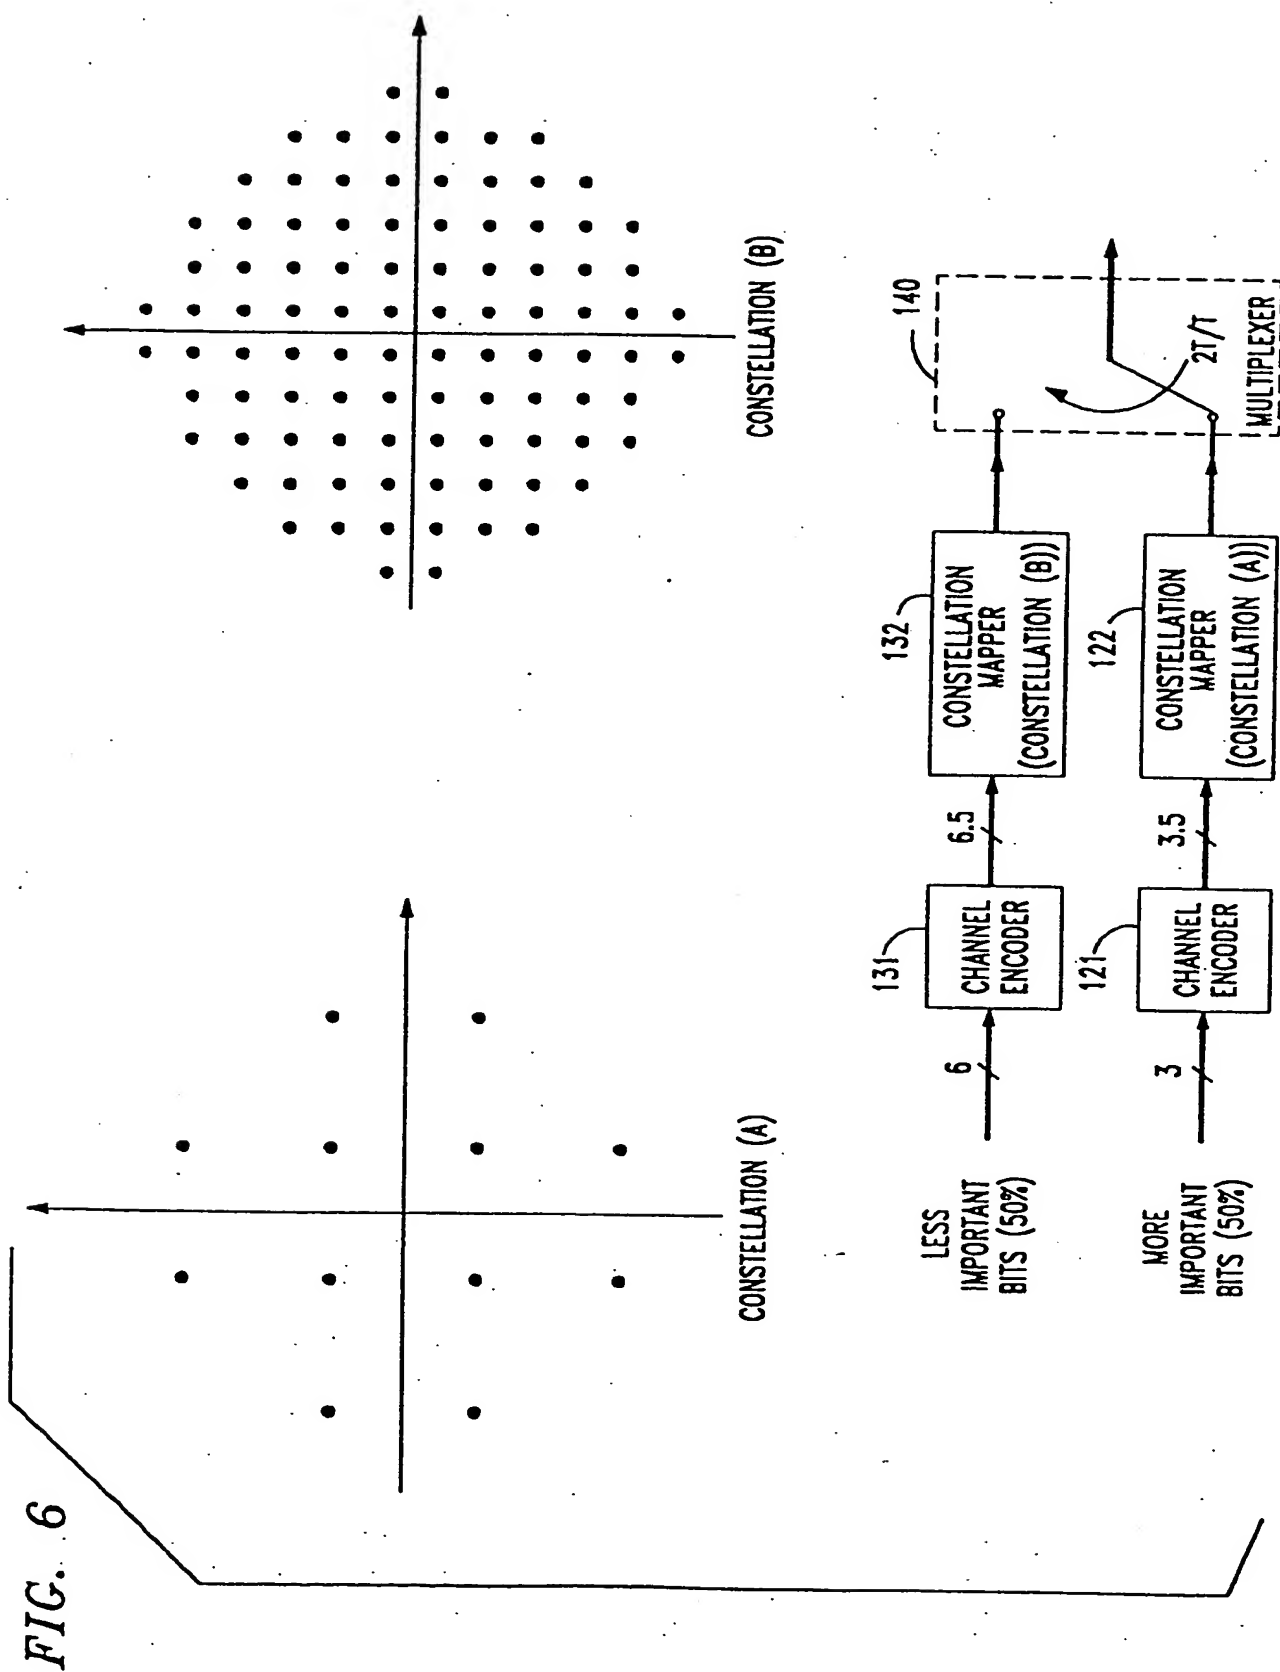 FIG. 6
CONSTELLATION (A)
CONSTELLATION (B)
LESS
IMPORTANT
BITS (50%)
6
131
CHANNEL
ENCODER
6.5
132
CONSTELLATION
MAPPER
(CONSTELLATION (B))
140
2T/T
MULTIPLEXER
MORE
IMPORTANT
BITS (50%)
3
121
CHANNEL
ENCODER
3.5
122
CONSTELLATION
MAPPER
(CONSTELLATION (A))